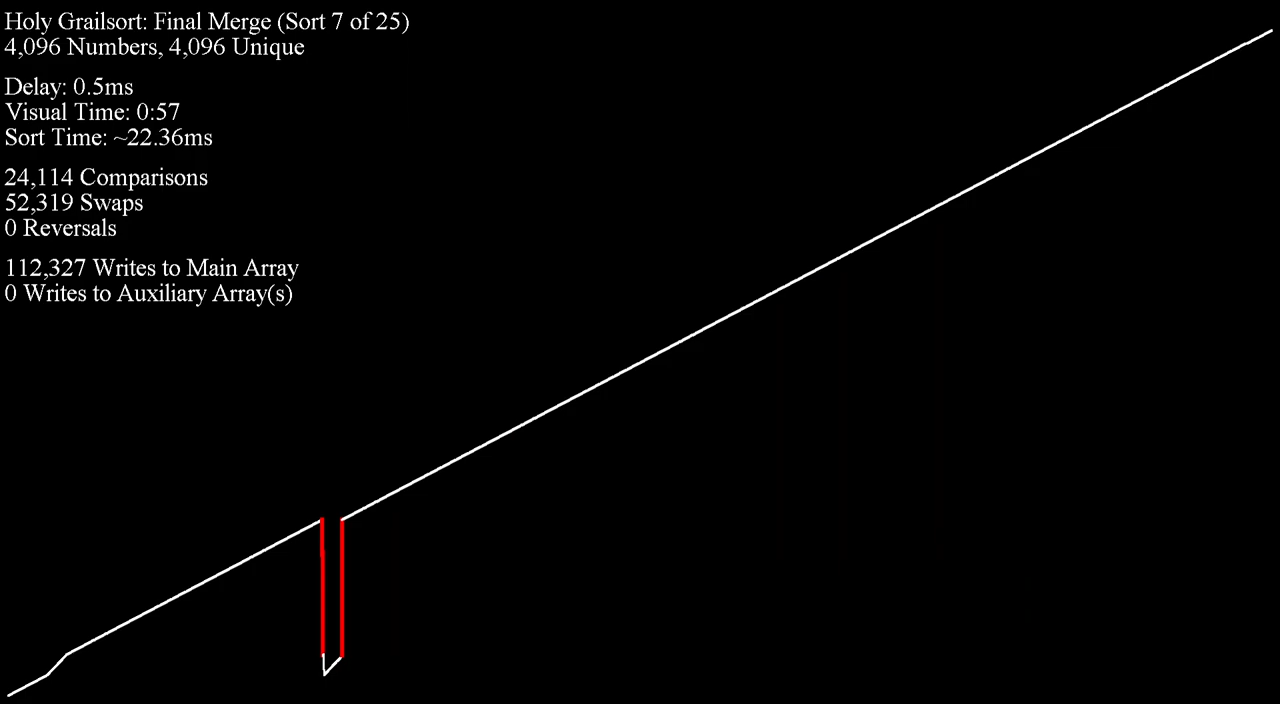 Holy Grailsort: Final Merge (Sort 7 of 25)
4,096 Numbers, 4,096 Unique
Delay: 0.5ms
Visual Time: 0:57
Sort Time: ~22.36ms
24,114 Comparisons
52,319 Swaps
0 Reversals
112,327 Writes to Main Array
0 Writes to Auxiliary Array(s)